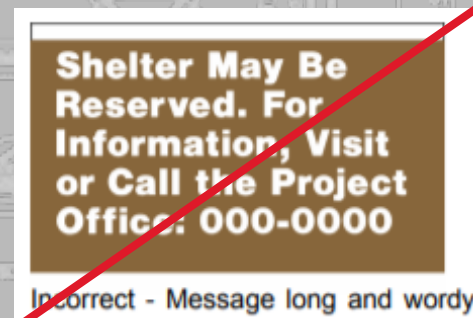 Shelter May Be
Reserved. For
Information, Visit
or Call the Project
Office: 000-0000
Incorrect - Message long and wordy